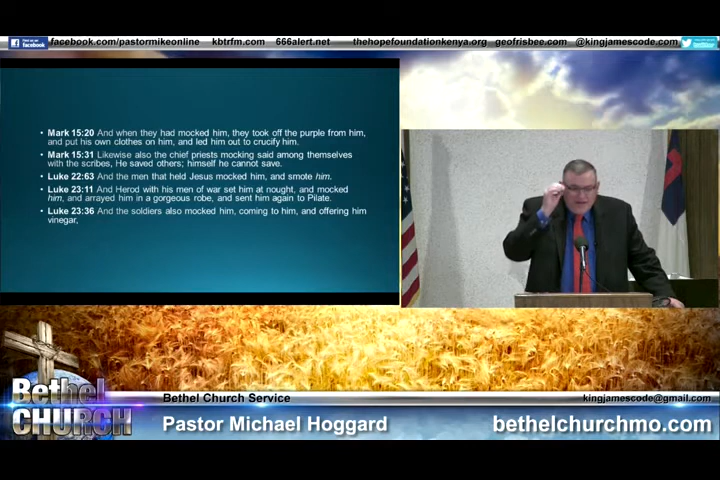 Find us on facebook
facebook.com/pastormikeonline kbtrfm.com 666alert.net thehopefoundationkenya.org geofrisbee.com @kingjamescode.com
• Mark 15:20 And when they had mocked him, they took off the purple from him,
and put his own clothes on him, and led him out to crucify him.
• Mark 15:31 Likewise also the chief priests mocking said among themselves
with the scribes, He saved others; himself he cannot save.
• Luke 22:63 And the men that held Jesus mocked him, and smote him.
• Luke 23:11 And Herod with his men of war set him at nought, and mocked
him, and arrayed him in a gorgeous robe, and sent him again to Pilate.
• Luke 23:36 And the soldiers also mocked him, coming to him, and offering him
vinegar,
Bethel
CHURCH
Bethel Church Service
kingjamescode@gmail.com
Pastor Michael Hoggard
bethelchurchmo.com